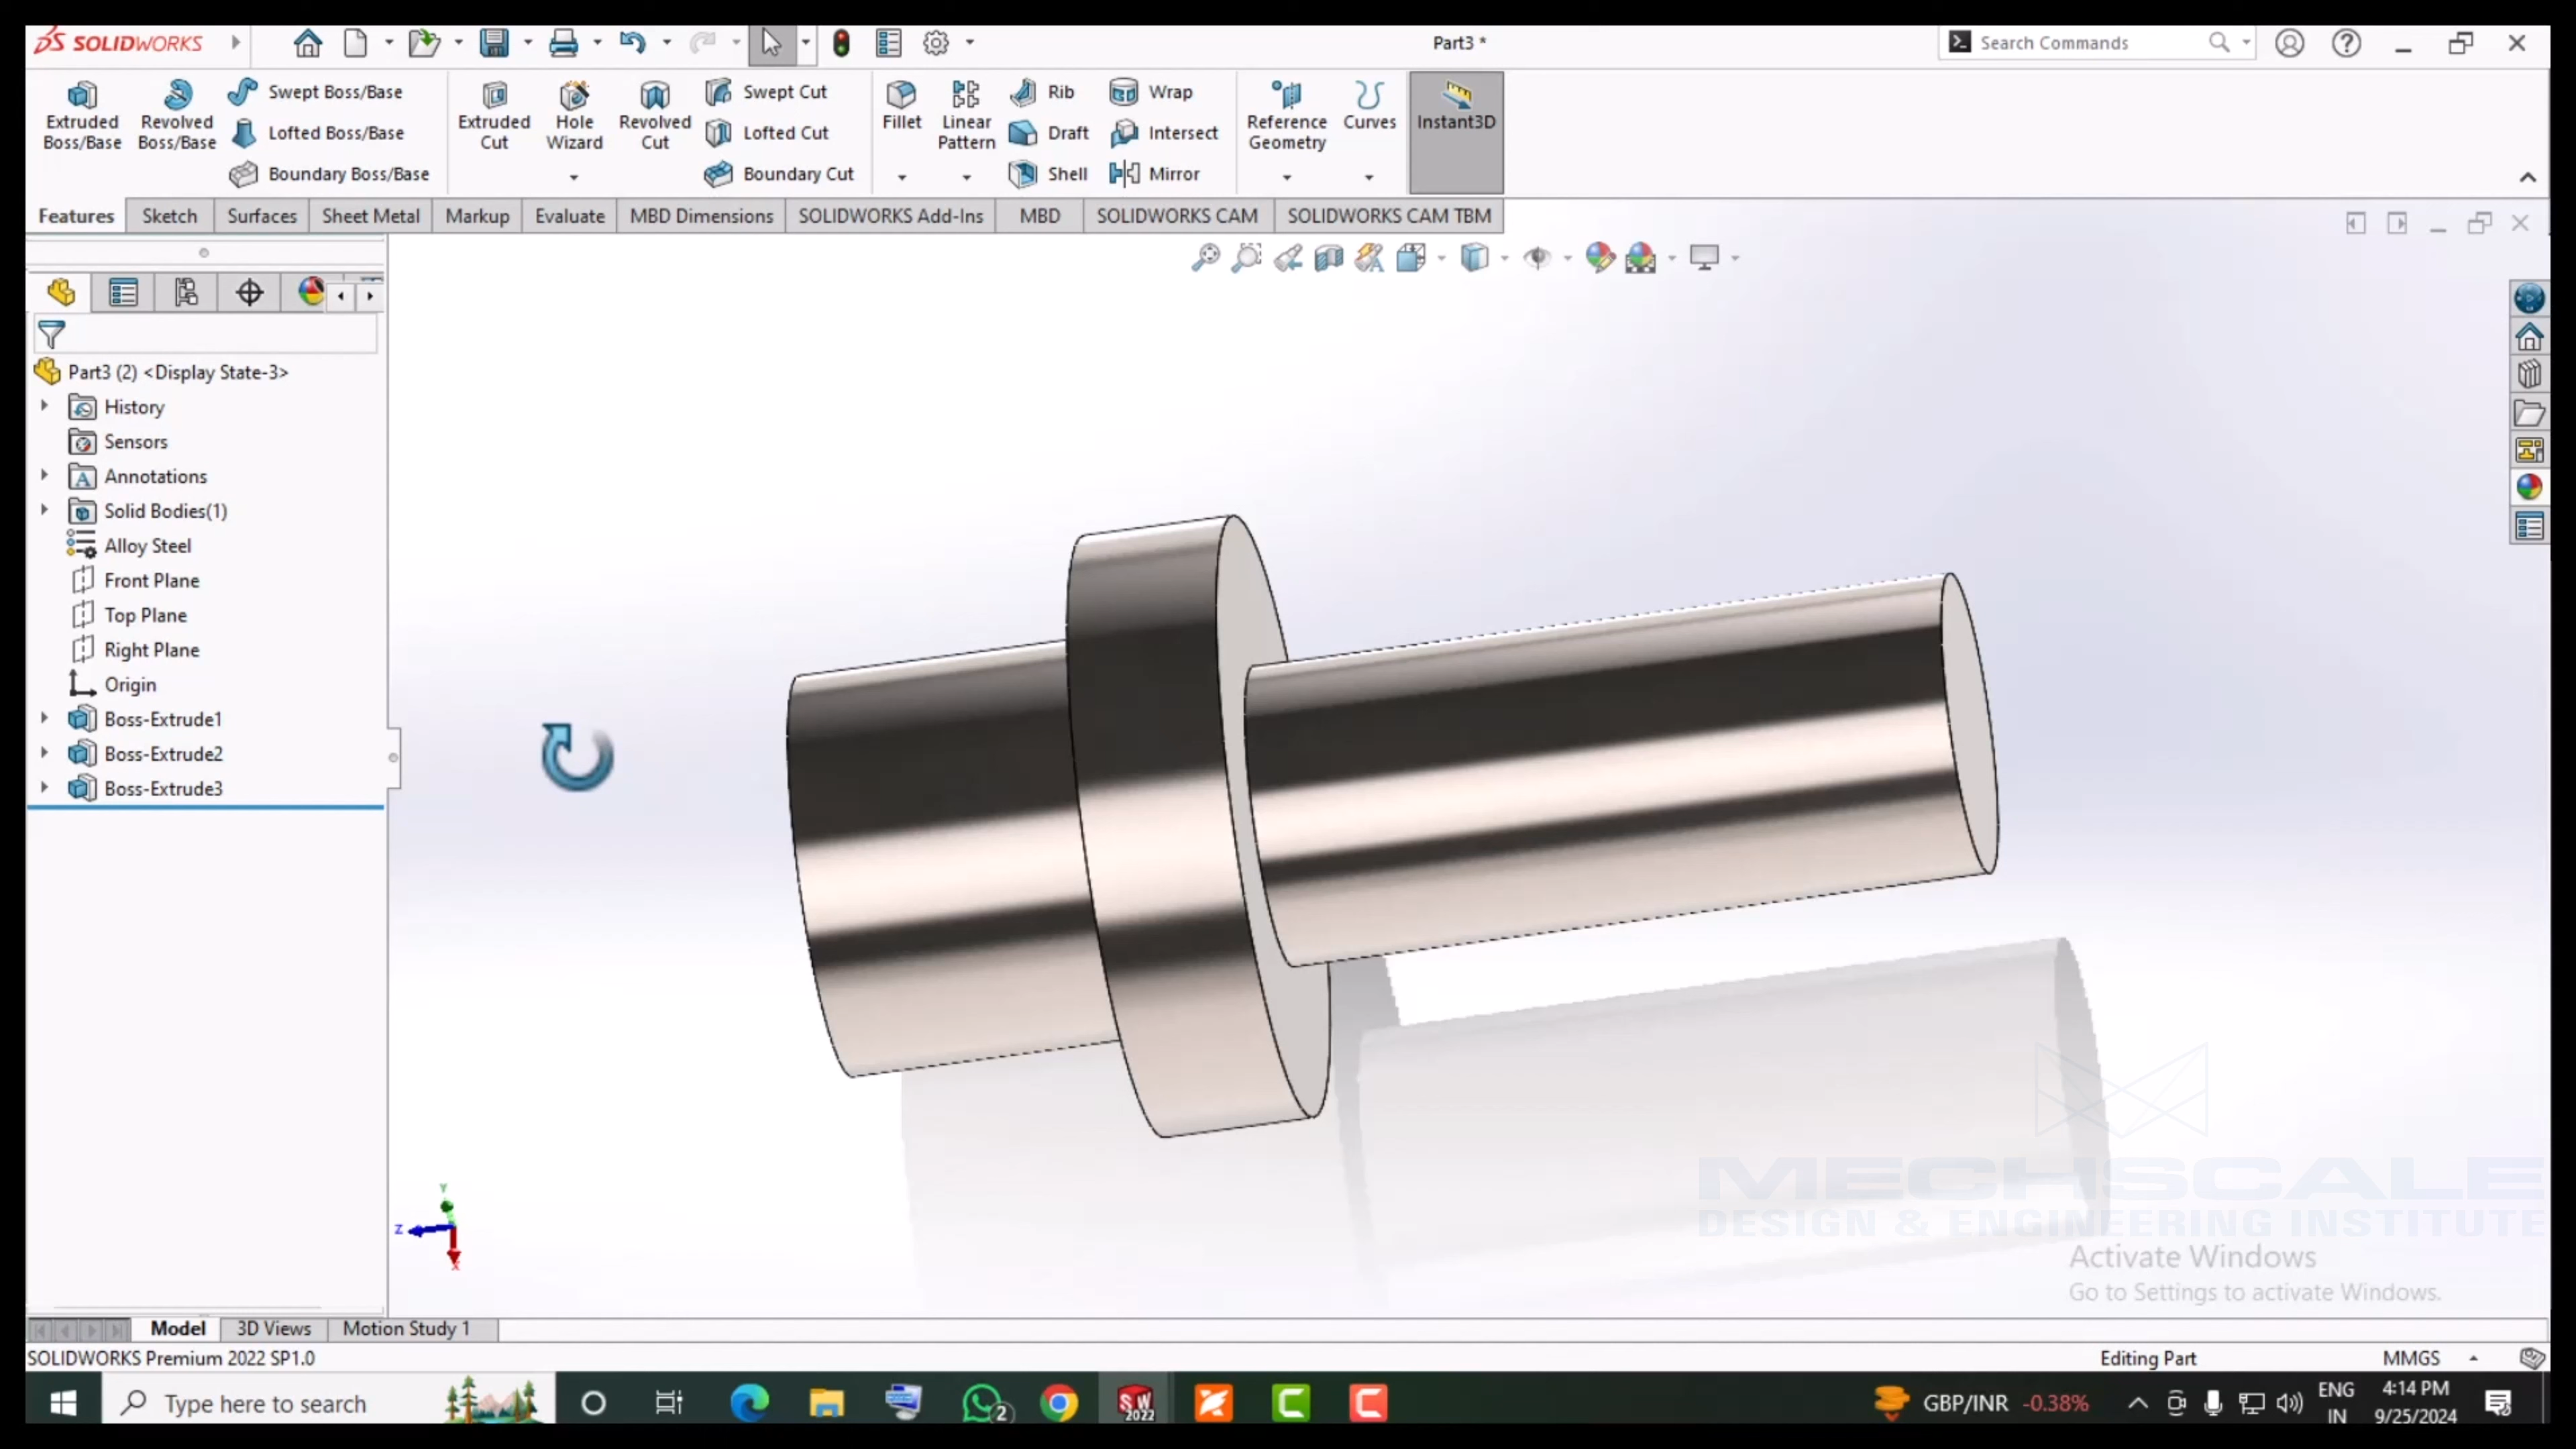 SOLIDWORKS
Part3 *
Search Commands
Extruded Boss/Base
Revolved Boss/Base
Swept Boss/Base
Lofted Boss/Base
Boundary Boss/Base
Extruded Cut
Hole Wizard
Revolved Cut
Swept Cut
Lofted Cut
Boundary Cut
Fillet
Linear Pattern
Rib
Draft
Shell
Wrap
Intersect
Mirror
Reference Geometry
Curves
Instant3D
Features
Sketch
Surfaces
Sheet Metal
Markup
Evaluate
MBD Dimensions
SOLIDWORKS Add-Ins
MBD
SOLIDWORKS CAM
SOLIDWORKS CAM TBM
Part3 (2) <Display State-3>
History
Sensors
Annotations
Solid Bodies(1)
Alloy Steel
Front Plane
Top Plane
Right Plane
Origin
Boss-Extrude1
Boss-Extrude2
Boss-Extrude3
Y
Z
X
MECHSCALE
DESIGN & ENGINEERING INSTITUTE
Activate Windows
Go to Settings to activate Windows.
Model
3D Views
Motion Study 1
SOLIDWORKS Premium 2022 SP1.0
Editing Part
MMGS
Type here to search
2
SW
2022
GBP/INR -0.38%
ENG
IN
4:14 PM
9/25/2024